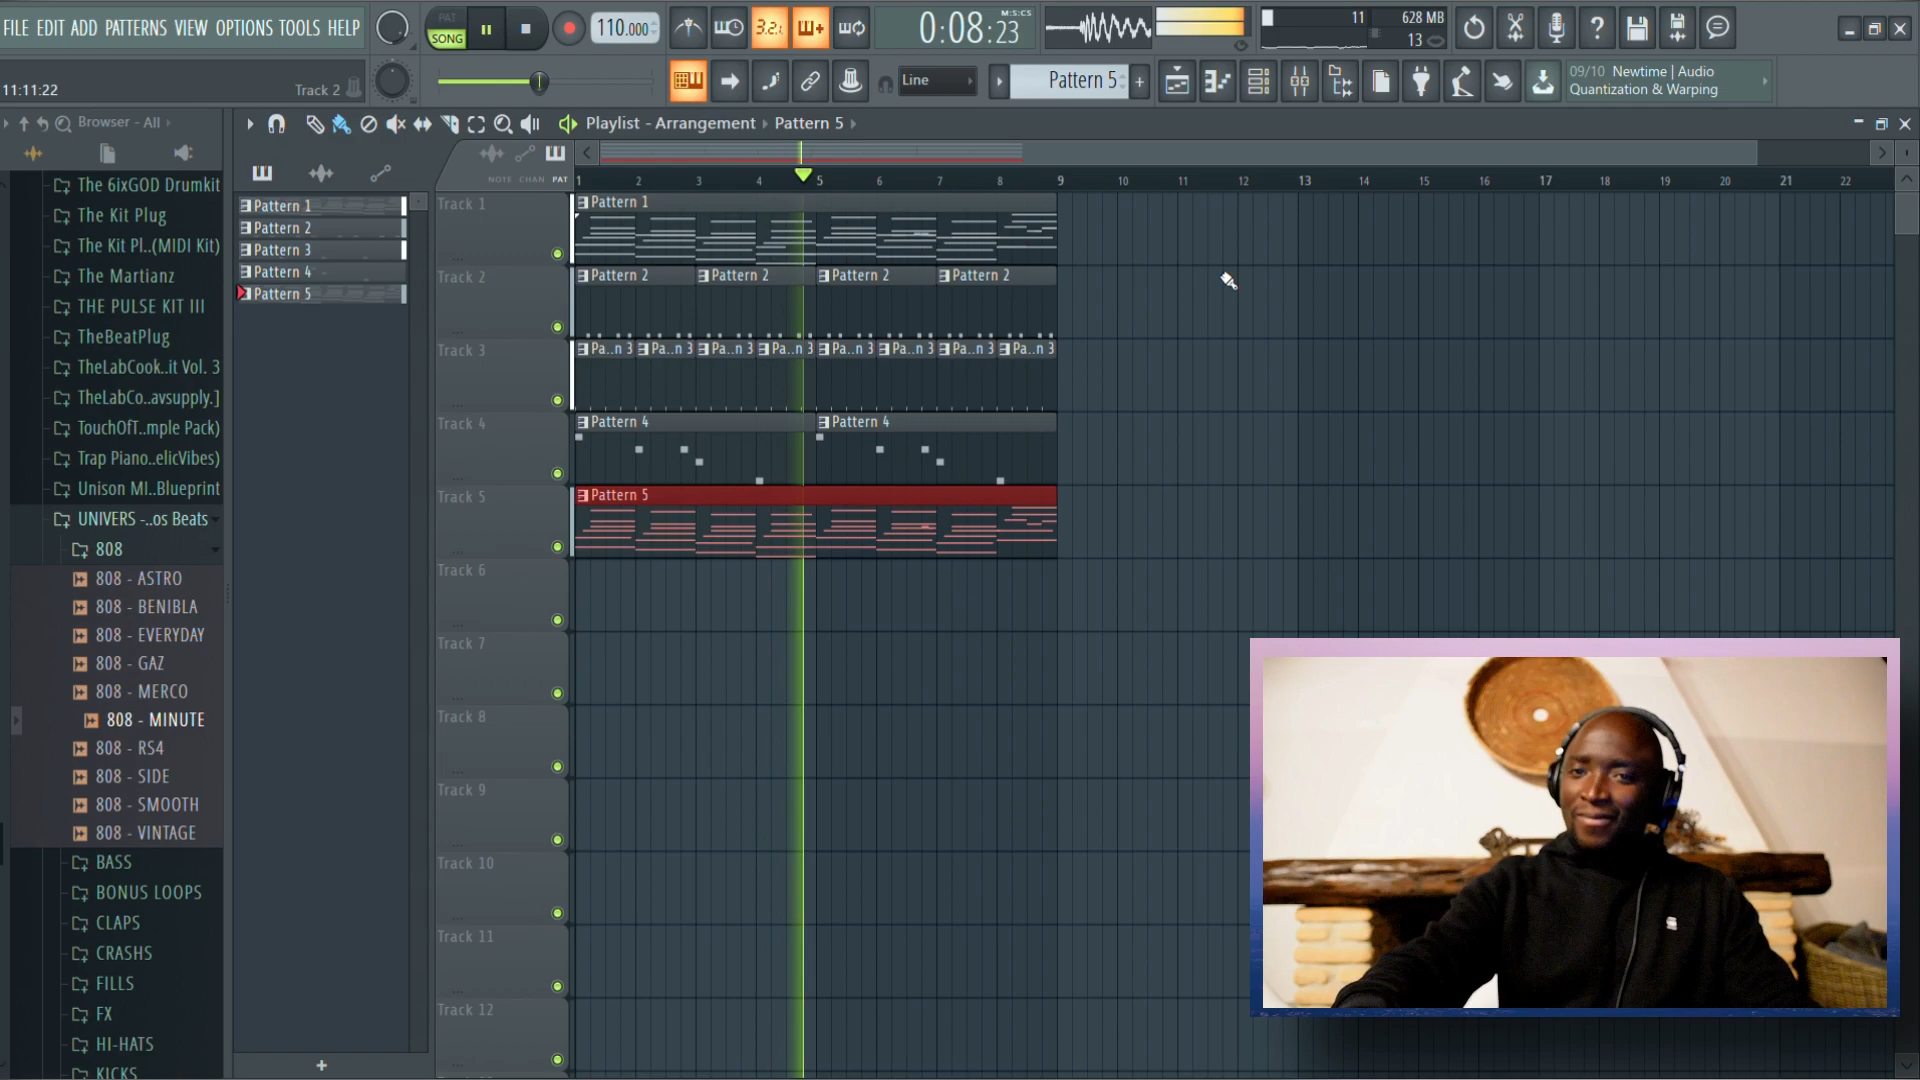 FILE EDIT ADD PATTERNS VIEW OPTIONS TOOLS HELP
PAT
SONG
110.000
3.2.
0:08:23
M:S:CS
11
628 MB
13
11:11:22
Track 2
Line
Pattern 5
09/10 Newtime | Audio
Quantization & Warping
Browser - All
Playlist - Arrangement Pattern 5
NOTE CHAN PAT
1 2 3 4 5 6 7 8 9 10 11 12 13 14 15 16 17 18 19 20 21 22
The 6ixGOD Drumkit
The Kit Plug
The Kit Pl..(MIDI Kit)
The Martianz
THE PULSE KIT III
TheBeatPlug
TheLabCook..it Vol. 3
TheLabCo..avsupply.]
TouchOfT..mple Pack)
Trap Piano..elicVibes)
Unison MI..Blueprint
UNIVERS -..os Beats
808
808 - ASTRO
808 - BENIBLA
808 - EVERYDAY
808 - GAZ
808 - MERCO
808 - MINUTE
808 - RS4
808 - SIDE
808 - SMOOTH
808 - VINTAGE
BASS
BONUS LOOPS
CLAPS
CRASHS
FILLS
FX
HI-HATS
KICKS
Pattern 1
Pattern 2
Pattern 3
Pattern 4
Pattern 5
Track 1
Pattern 1
Track 2
Pattern 2 Pattern 2 Pattern 2 Pattern 2
Track 3
Pa..n 3 Pa..n 3 Pa..n 3 Pa..n 3 Pa..n 3 Pa..n 3 Pa..n 3 Pa..n 3
Track 4
Pattern 4 Pattern 4
Track 5
Pattern 5
Track 6
Track 7
Track 8
Track 9
Track 10
Track 11
Track 12